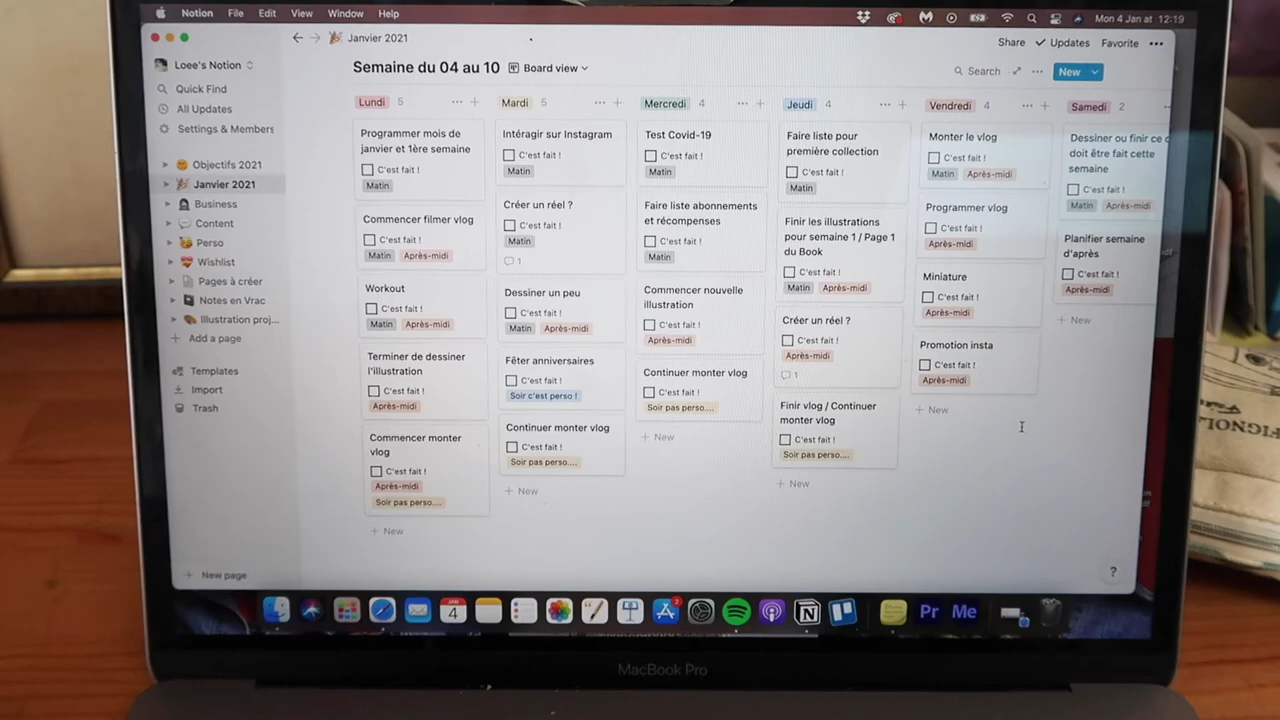 Notion File Edit View Window Help
Mon 4 Jan at 12:19
Loee's Notion
Quick Find
All Updates
Settings & Members
Objectifs 2021
Janvier 2021
Business
Content
Perso
Wishlist
Pages à créer
Notes en Vrac
Illustration proj...
Add a page
Templates
Import
Trash
New page
Janvier 2021
Share Updates Favorite
Semaine du 04 au 10 Board view
Search New
Lundi 5
Programmer mois de
janvier et 1ère semaine
C'est fait !
Matin
Commencer filmer vlog
C'est fait !
Matin Après-midi
Workout
C'est fait !
Matin Après-midi
Terminer de dessiner
l'illustration
C'est fait !
Après-midi
Commencer monter
vlog
C'est fait !
Après-midi
Soir pas perso....
+ New
Mardi 5
Intéragir sur Instagram
C'est fait !
Matin
Créer un réel ?
C'est fait !
Matin
1
Dessiner un peu
C'est fait !
Matin Après-midi
Fêter anniversaires
C'est fait !
Soir c'est perso !
Continuer monter vlog
C'est fait !
Soir pas perso....
+ New
Mercredi 4
Test Covid-19
C'est fait !
Matin
Faire liste abonnements
et récompenses
C'est fait !
Matin
Commencer nouvelle
illustration
C'est fait !
Après-midi
Continuer monter vlog
C'est fait !
Soir pas perso....
+ New
Jeudi 4
Faire liste pour
première collection
C'est fait !
Matin
Finir les illustrations
pour semaine 1 / Page 1
du Book
C'est fait !
Matin Après-midi
Créer un réel ?
C'est fait !
Après-midi
1
Finir vlog / Continuer
monter vlog
C'est fait !
Soir pas perso....
+ New
Vendredi 4
Monter le vlog
C'est fait !
Matin Après-midi
Programmer vlog
C'est fait !
Après-midi
Miniature
C'est fait !
Après-midi
Promotion insta
C'est fait !
Après-midi
+ New
Samedi 2
Dessiner ou finir ce
doit être fait cette
semaine
C'est fait !
Matin Après-midi
Planifier semaine
d'après
C'est fait !
Après-midi
+ New
?
JAN
4
2
N
Pr
Me
MacBook Pro